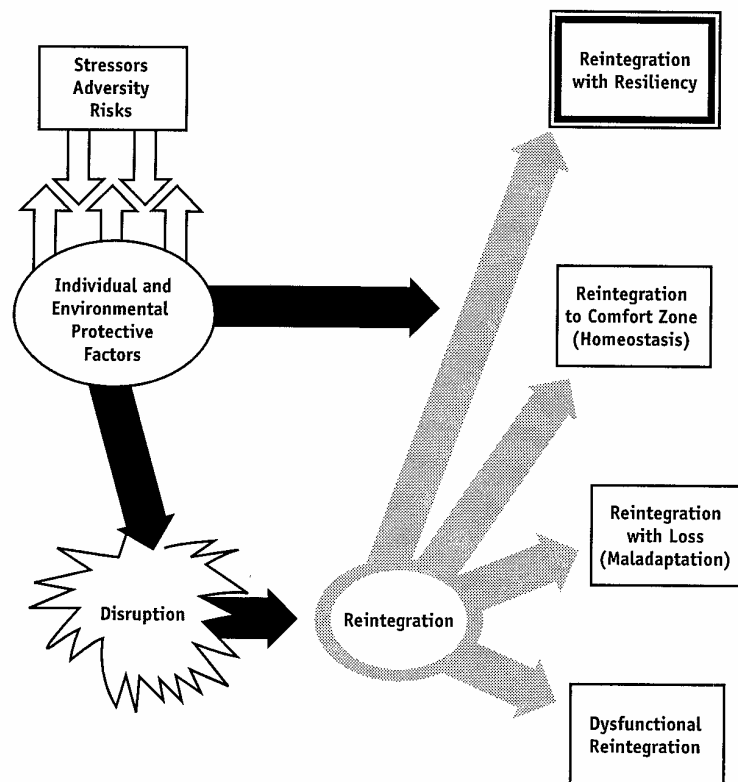 Stressors
Adversity
Risks
Reintegration
with Resiliency
Individual and
Environmental
Protective
Factors
Reintegration
to Comfort Zone
(Homeostasis)
Reintegration
with Loss
(Maladaptation)
Disruption
Reintegration
Dysfunctional
Reintegration